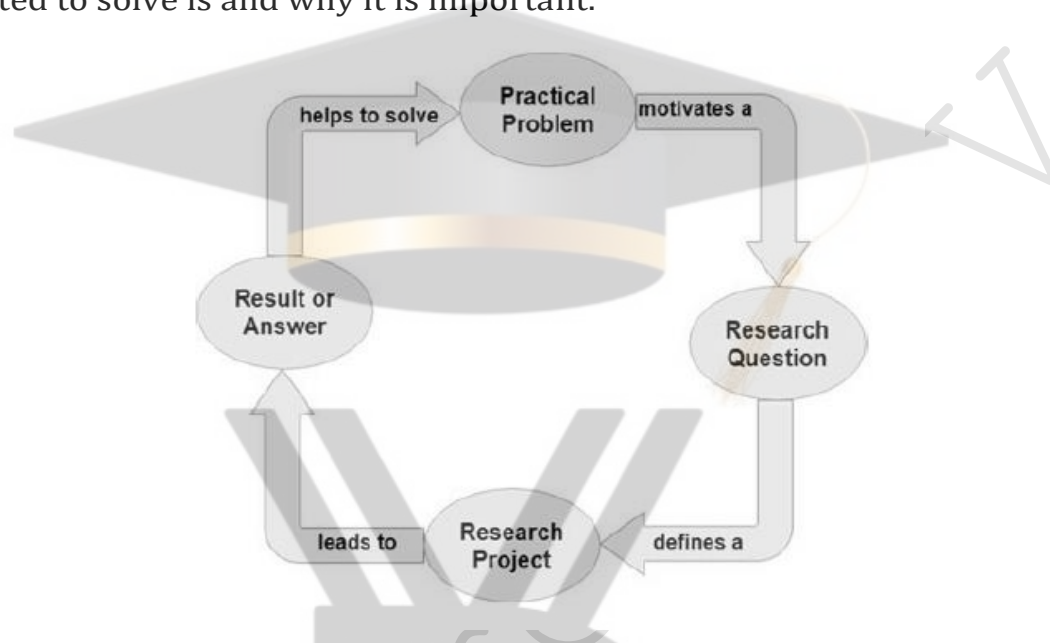 ted to solve is and why it is important.
helps to solve
Practical
Problem
motivates a
Research
Question
defines a
Research
Project
leads to
Result or
Answer